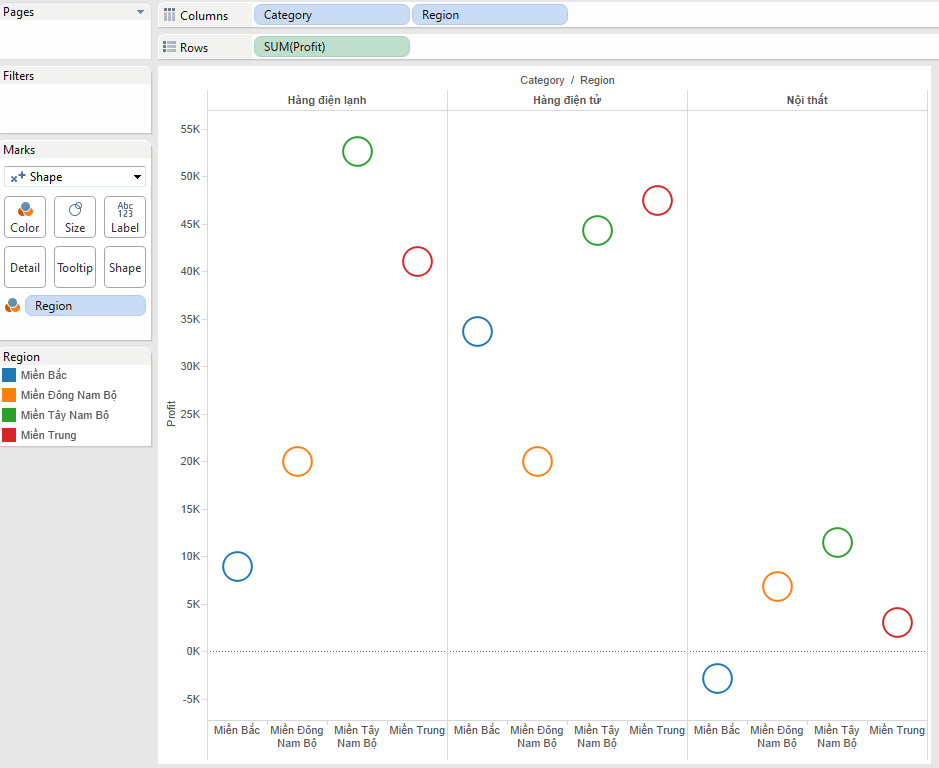 Pages
Columns
Category
Region
Rows
SUM(Profit)
Filters
Marks
Shape
Color
Size
Abc
123
Label
Detail
Tooltip
Shape
Region
Region
Miền Bắc
Miền Đông Nam Bộ
Miền Tây Nam Bộ
Miền Trung
Category / Region
Hàng điện lạnh
Hàng điện tử
Nội thất
Profit
55K
50K
45K
40K
35K
30K
25K
20K
15K
10K
5K
0K
-5K
Miền Bắc
Miền Đông
Nam Bộ
Miền Tây
Nam Bộ
Miền Trung
Miền Bắc
Miền Đông
Nam Bộ
Miền Tây
Nam Bộ
Miền Trung
Miền Bắc
Miền Đông
Nam Bộ
Miền Tây
Nam Bộ
Miền Trung